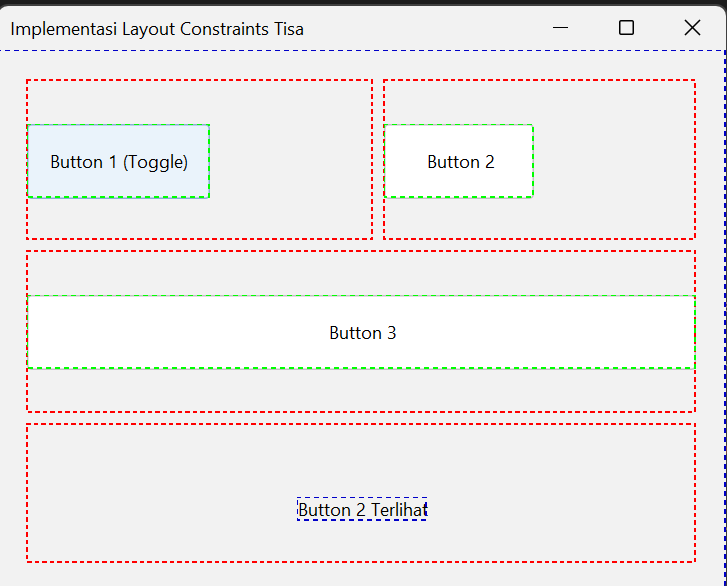 Implementasi Layout Constraints Tisa
Button 1 (Toggle)
Button 2
Button 3
Button 2 Terlihat